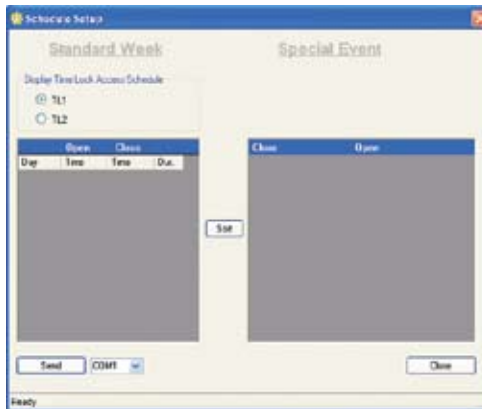 Schedule Setup
Standard Week
Special Event
Display Time Lock Access Schedule
TL1
TL2
Open Close
Day Time Time Dur.
Close Open
Set
Send COM1
Close
Ready